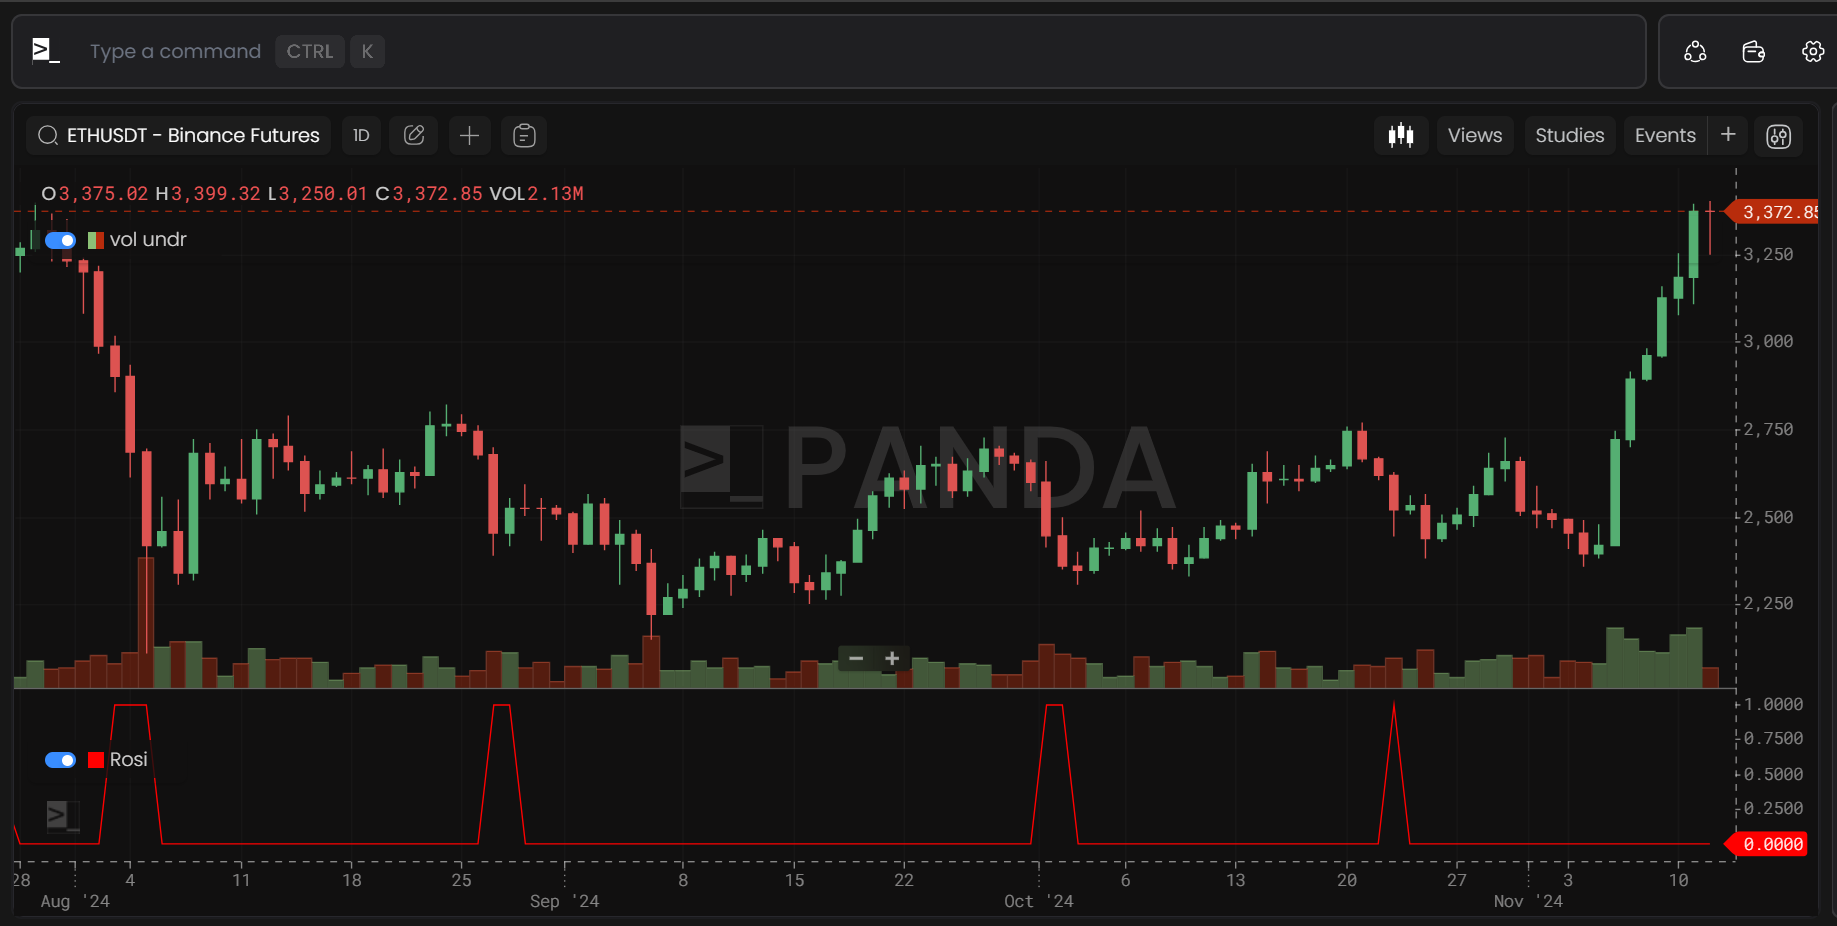 >_ Type a command CTRL K
ETHUSDT - Binance Futures 1D Views Studies Events +
O3,375.02 H3,399.32 L3,250.01 C3,372.85 VOL2.13M
3,372.85
vol undr
3,250
3,000
2,750
>_ PANDA
2,500
2,250
− +
1.0000
0.7500
Rosi
0.5000
0.2500
>_
0.0000
28 4 11 18 25 8 15 22 6 13 20 27 3 10
Aug '24 Sep '24 Oct '24 Nov '24